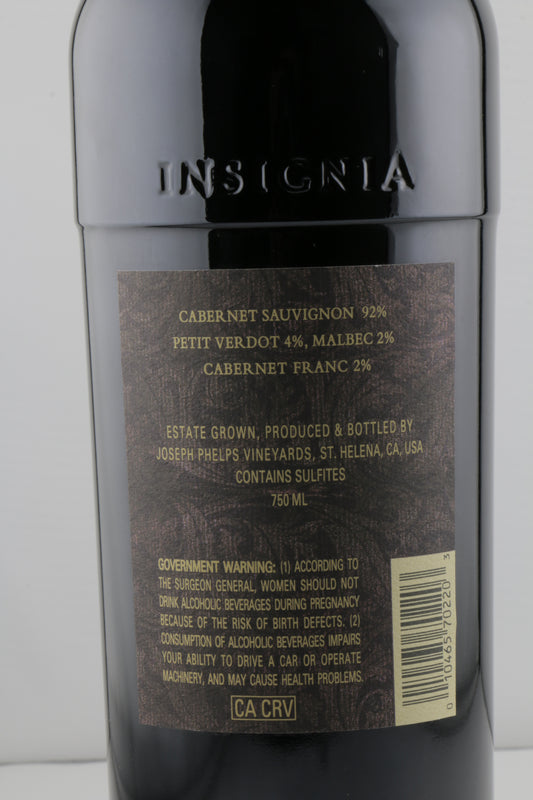 INSIGNIA
CABERNET SAUVIGNON 92%
PETIT VERDOT 4%, MALBEC 2%
CABERNET FRANC 2%
ESTATE GROWN, PRODUCED & BOTTLED BY
JOSEPH PHELPS VINEYARDS, ST. HELENA, CA, USA
CONTAINS SULFITES
750 ML
GOVERNMENT WARNING: (1) ACCORDING TO
THE SURGEON GENERAL, WOMEN SHOULD NOT
DRINK ALCOHOLIC BEVERAGES DURING PREGNANCY
BECAUSE OF THE RISK OF BIRTH DEFECTS. (2)
CONSUMPTION OF ALCOHOLIC BEVERAGES IMPAIRS
YOUR ABILITY TO DRIVE A CAR OR OPERATE
MACHINERY, AND MAY CAUSE HEALTH PROBLEMS.
CA CRV
0 10465 70220 3